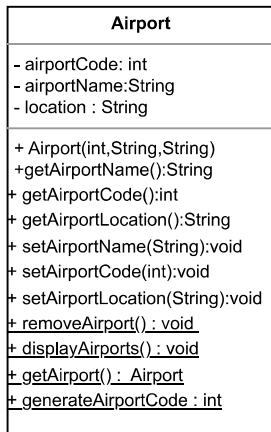 Airport
- airportCode: int
- airportName:String
- location : String
+ Airport(int,String,String)
+getAirportName():String
+ getAirportCode():int
+ getAirportLocation():String
+ setAirportName(String):void
+ setAirportCode(int):void
+ setAirportLocation(String):void
+ removeAirport() : void
+ displayAirports() : void
+ getAirport() :  Airport
+ generateAirportCode : int